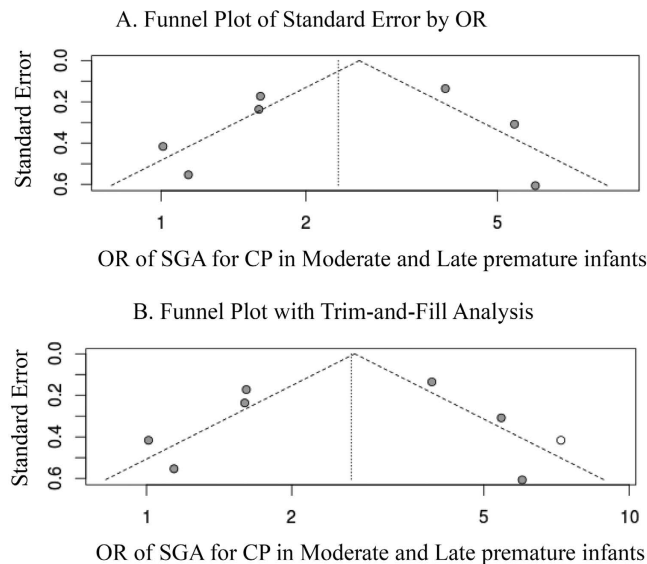 A. Funnel Plot of Standard Error by OR
Standard Error
0.0
0.2
0.4
0.6
1 2 5
OR of SGA for CP in Moderate and Late premature infants
B. Funnel Plot with Trim-and-Fill Analysis
Standard Error
0.0
0.2
0.4
0.6
1 2 5 10
OR of SGA for CP in Moderate and Late premature infants